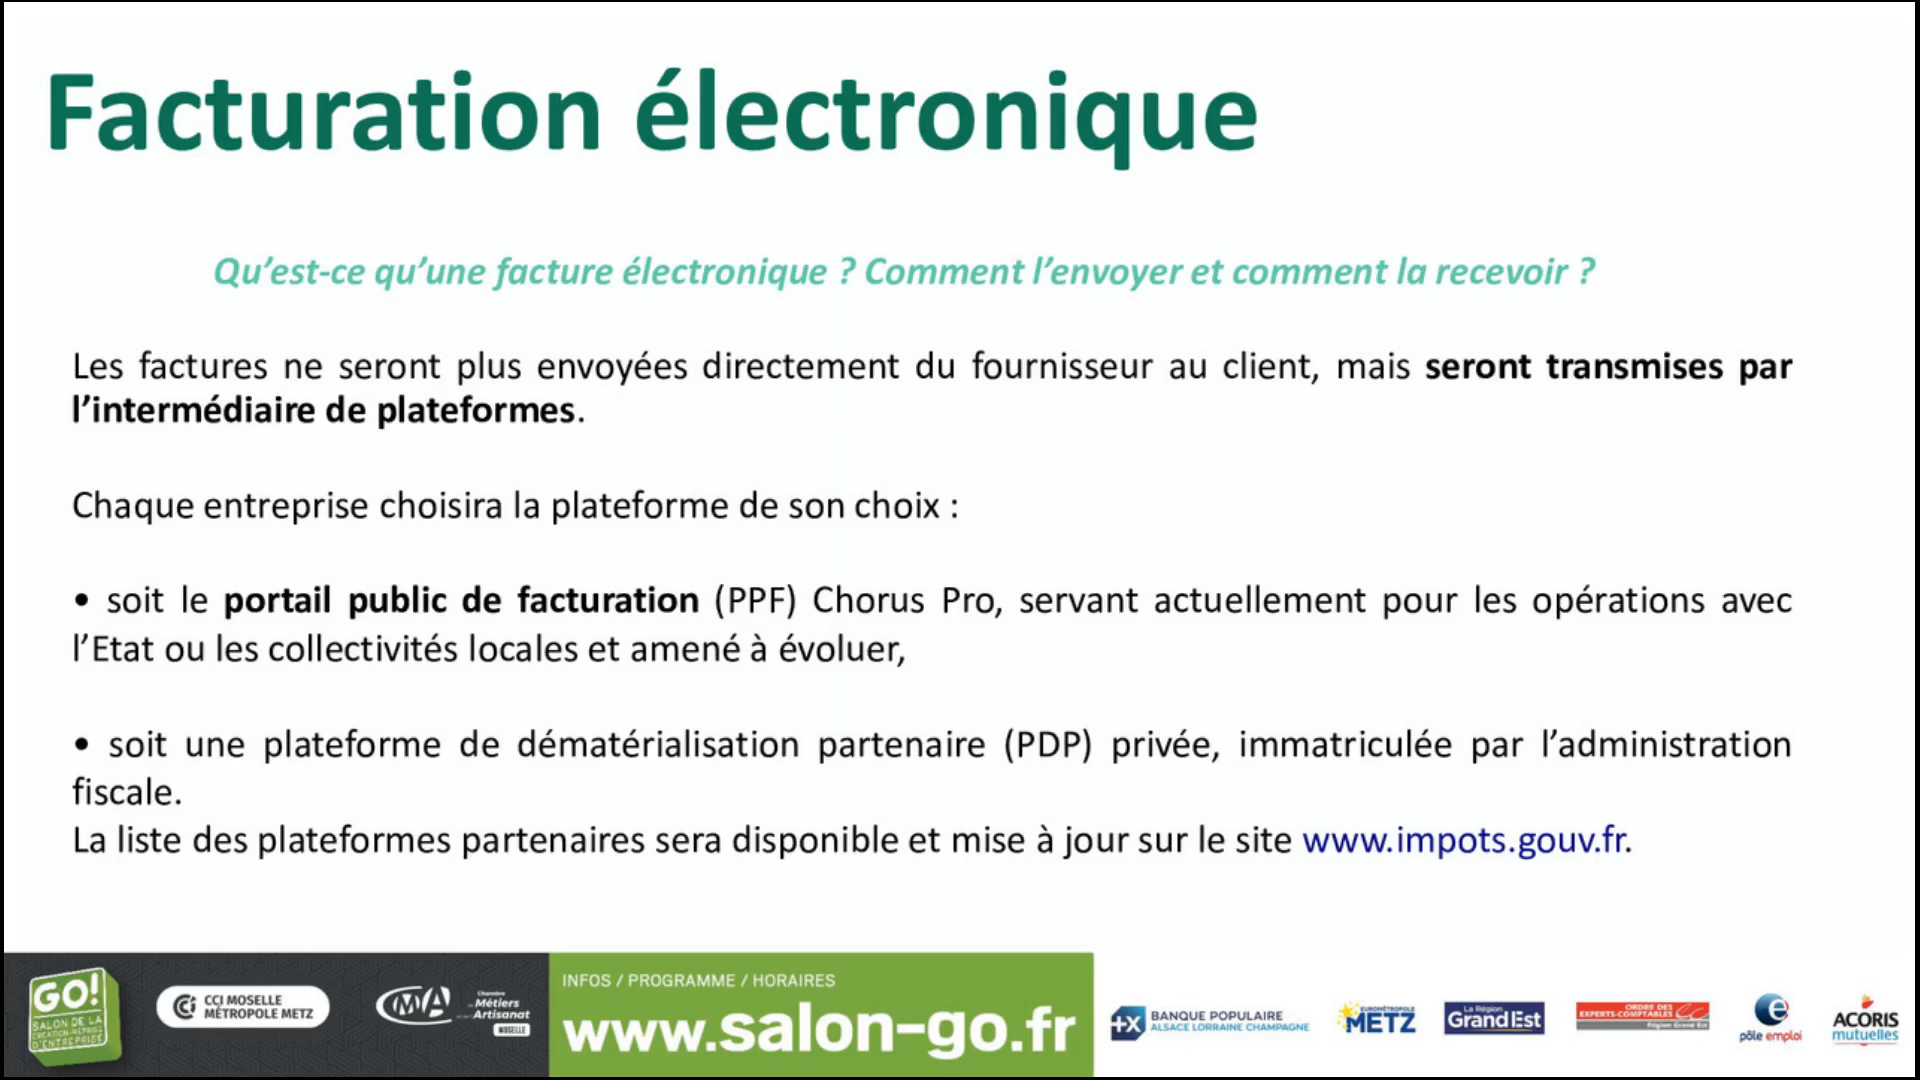 Facturation électronique
Qu’est-ce qu’une facture électronique ? Comment l’envoyer et comment la recevoir ?
Les factures ne seront plus envoyées directement du fournisseur au client, mais seront transmises par
l’intermédiaire de plateformes.
Chaque entreprise choisira la plateforme de son choix :
• soit le portail public de facturation (PPF) Chorus Pro, servant actuellement pour les opérations avec
l’Etat ou les collectivités locales et amené à évoluer,
• soit une plateforme de dématérialisation partenaire (PDP) privée, immatriculée par l’administration
fiscale.
La liste des plateformes partenaires sera disponible et mise à jour sur le site www.impots.gouv.fr.
GO!
SALON DE LA
CRÉATION-REPRISE
D'ENTREPRISE
CCI MOSELLE
MÉTROPOLE METZ
CMA
Chambre
de Métiers
et de l'Artisanat
MOSELLE
INFOS / PROGRAMME / HORAIRES
www.salon-go.fr
BANQUE POPULAIRE
ALSACE LORRAINE CHAMPAGNE
EUROMÉTROPOLE
METZ
La Région
Grand Est
ORDRE DES
EXPERTS-COMPTABLES
Région Grand Est
pôle emploi
ACORIS
mutuelles